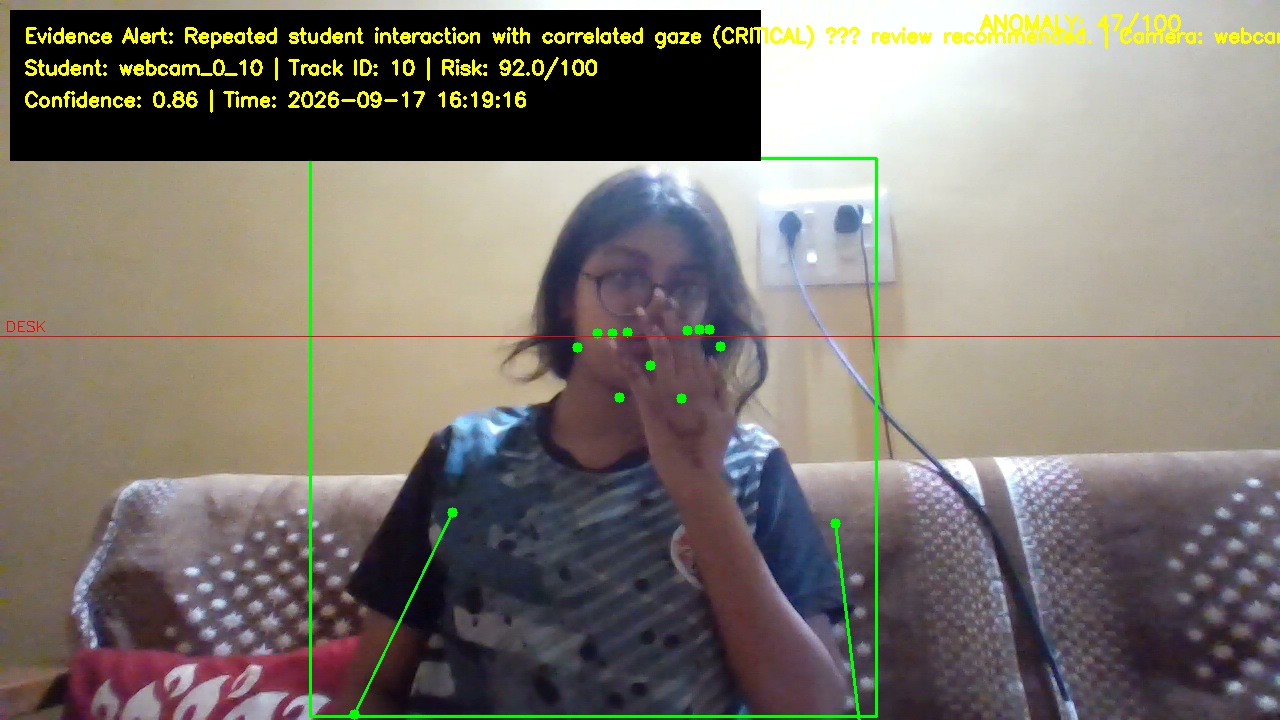 ANOMALY: 47/100
Evidence Alert: Repeated student interaction with correlated gaze (CRITICAL) ??? review recommended. | Camera: webcam
Student: webcam_0_10 | Track ID: 10 | Risk: 92.0/100
Confidence: 0.86 | Time: 2026-09-17 16:19:16
DESK